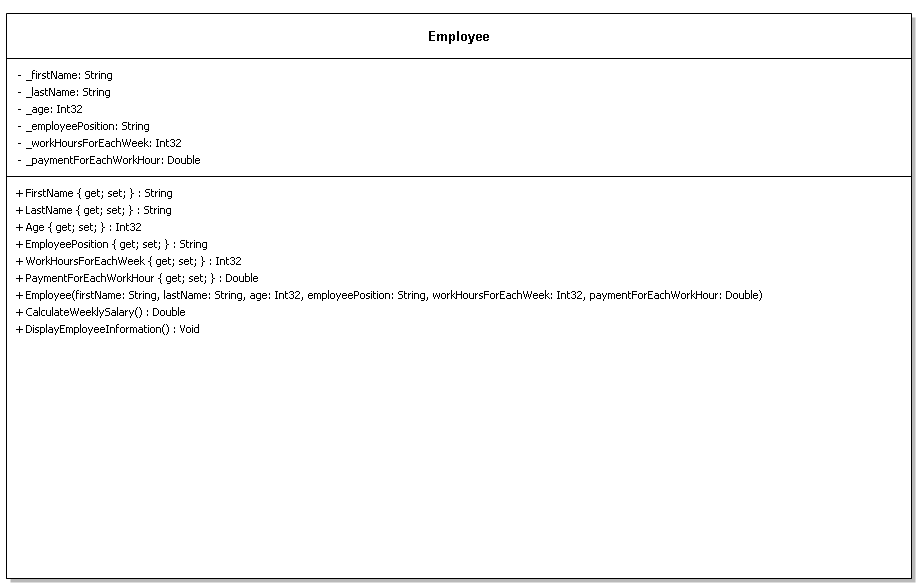 Employee
- _firstName: String
- _lastName: String
- _age: Int32
- _employeePosition: String
- _workHoursForEachWeek: Int32
- _paymentForEachWorkHour: Double
+ FirstName { get; set; } : String
+ LastName { get; set; } : String
+ Age { get; set; } : Int32
+ EmployeePosition { get; set; } : String
+ WorkHoursForEachWeek { get; set; } : Int32
+ PaymentForEachWorkHour { get; set; } : Double
+ Employee(firstName: String, lastName: String, age: Int32, employeePosition: String, workHoursForEachWeek: Int32, paymentForEachWorkHour: Double)
+ CalculateWeeklySalary() : Double
+ DisplayEmployeeInformation() : Void